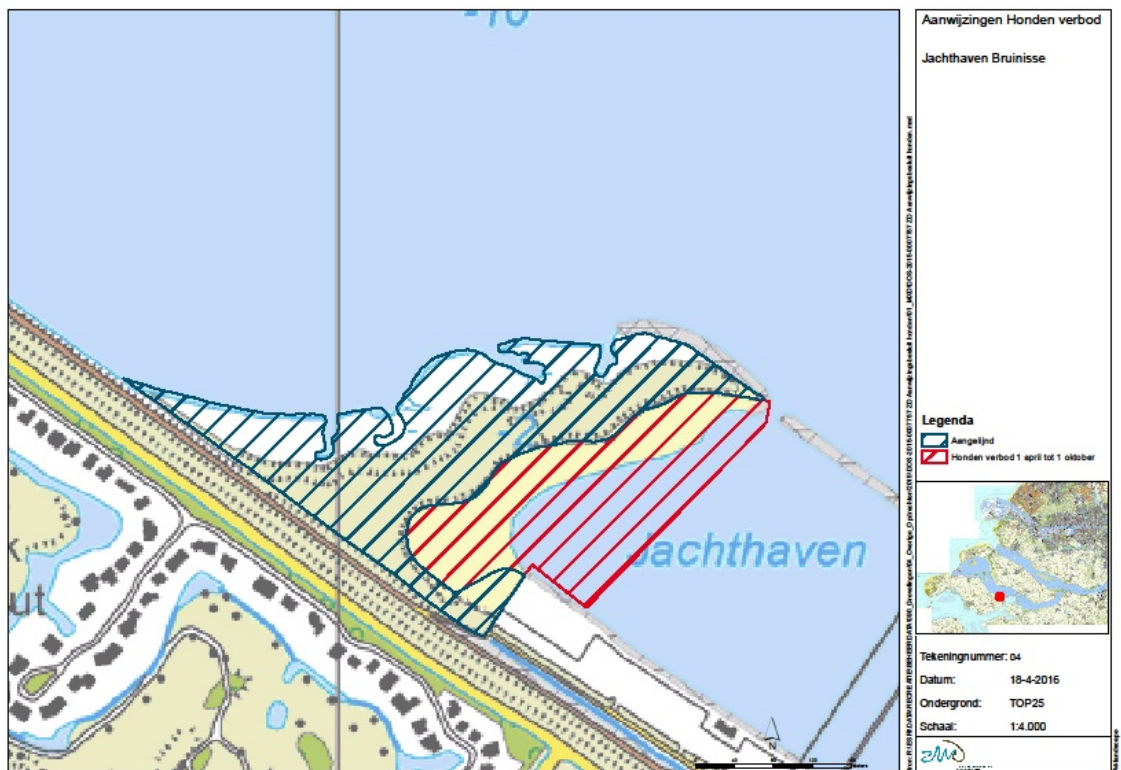 -10
Jachthaven
ut
Aanwijzingen Honden verbod
Jachthaven Bruinisse
Legenda
Aangelijnd
Honden verbod 1 april tot 1 oktober
Tekeningnummer: 04
Datum: 18-4-2016
Ondergrond: TOP25
Schaal: 1:4.000
N